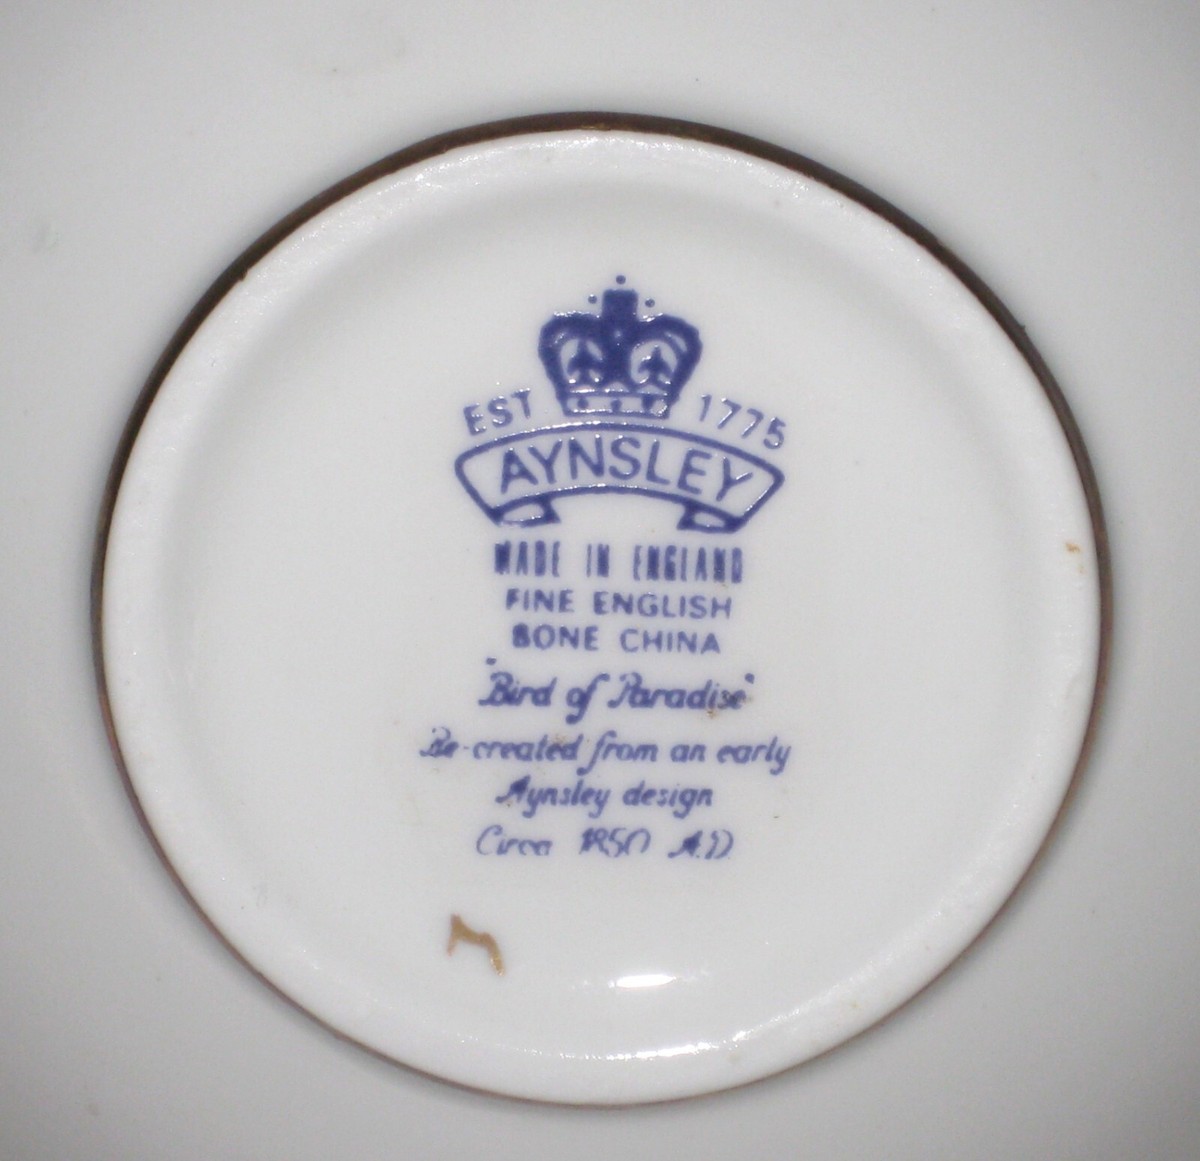 EST 1775
AYNSLEY
MADE IN ENGLAND
FINE ENGLISH
BONE CHINA
"Bird of Paradise"
Re-created from an early
Aynsley design
Circa 1850 A.D.
M